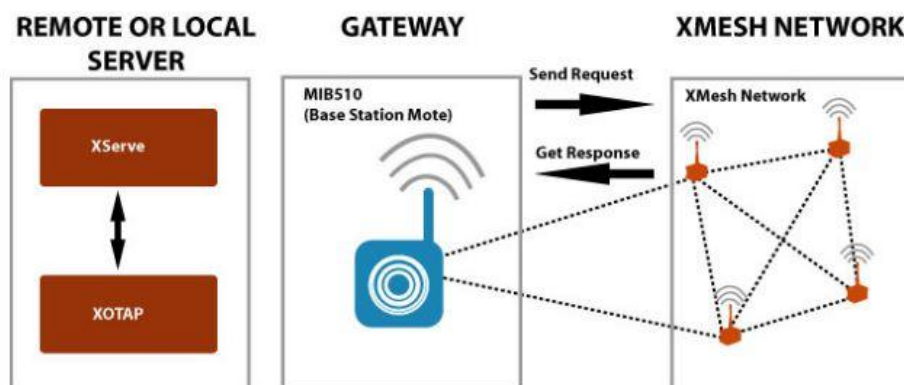 REMOTE OR LOCAL
SERVER
XServe
XOTAP
GATEWAY
MIB510
(Base Station Mote)
Send Request
Get Response
XMESH NETWORK
XMesh Network